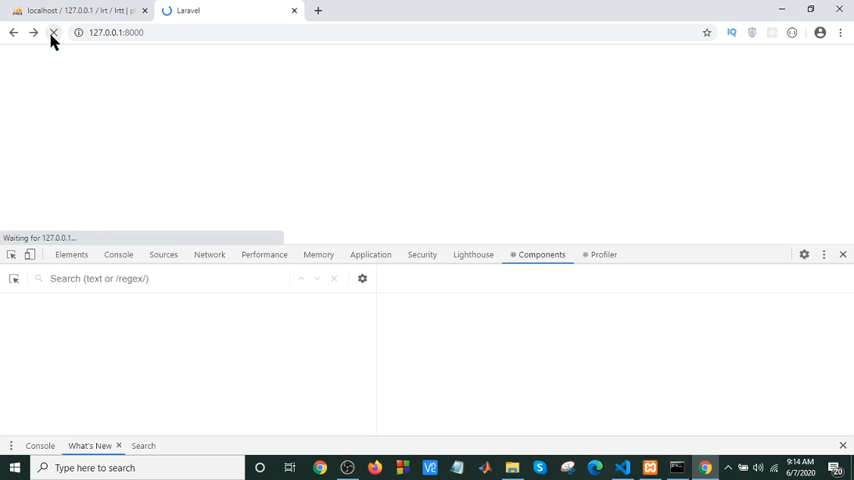 localhost / 127.0.0.1 / lrt / lrtt | p
Laravel
127.0.0.1:8000
Waiting for 127.0.0.1...
Elements Console Sources Network Performance Memory Application Security Lighthouse Components Profiler
Search (text or /regex/)
Console What's New Search
Type here to search
9:14 AM
6/7/2020
20
IQ
V2